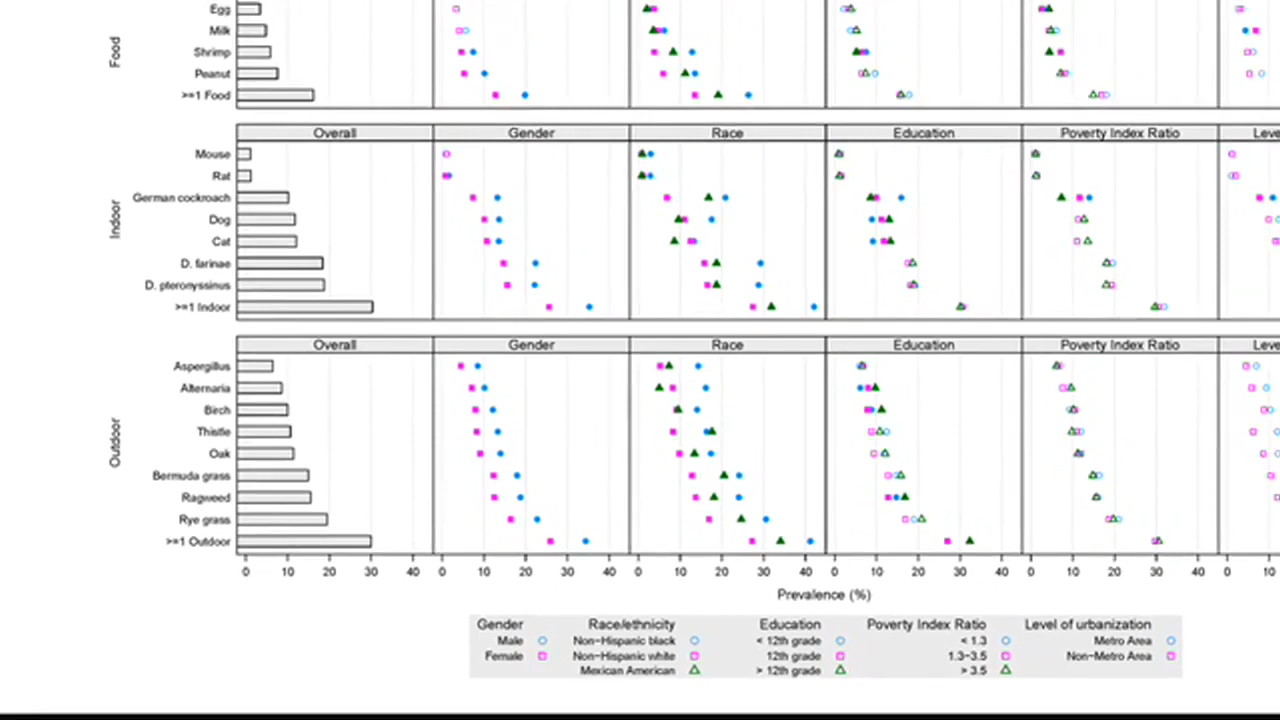 Food
Egg
Milk
Shrimp
Peanut
>=1 Food
Overall Gender Race Education Poverty Index Ratio Leve
Indoor
Mouse
Rat
German cockroach
Dog
Cat
D. farinae
D. pteronyssinus
>=1 Indoor
Overall Gender Race Education Poverty Index Ratio Leve
Outdoor
Aspergillus
Alternaria
Birch
Thistle
Oak
Bermuda grass
Ragweed
Rye grass
>=1 Outdoor
0 10 20 30 40 0 10 20 30 40 0 10 20 30 40 0 10 20 30 40 0 10 20 30 40 0 10
Prevalence (%)
Gender Race/ethnicity Education Poverty Index Ratio Level of urbanization
Male Non-Hispanic black < 12th grade < 1.3 Metro Area
Female Non-Hispanic white 12th grade 1.3-3.5 Non-Metro Area
Mexican American > 12th grade > 3.5